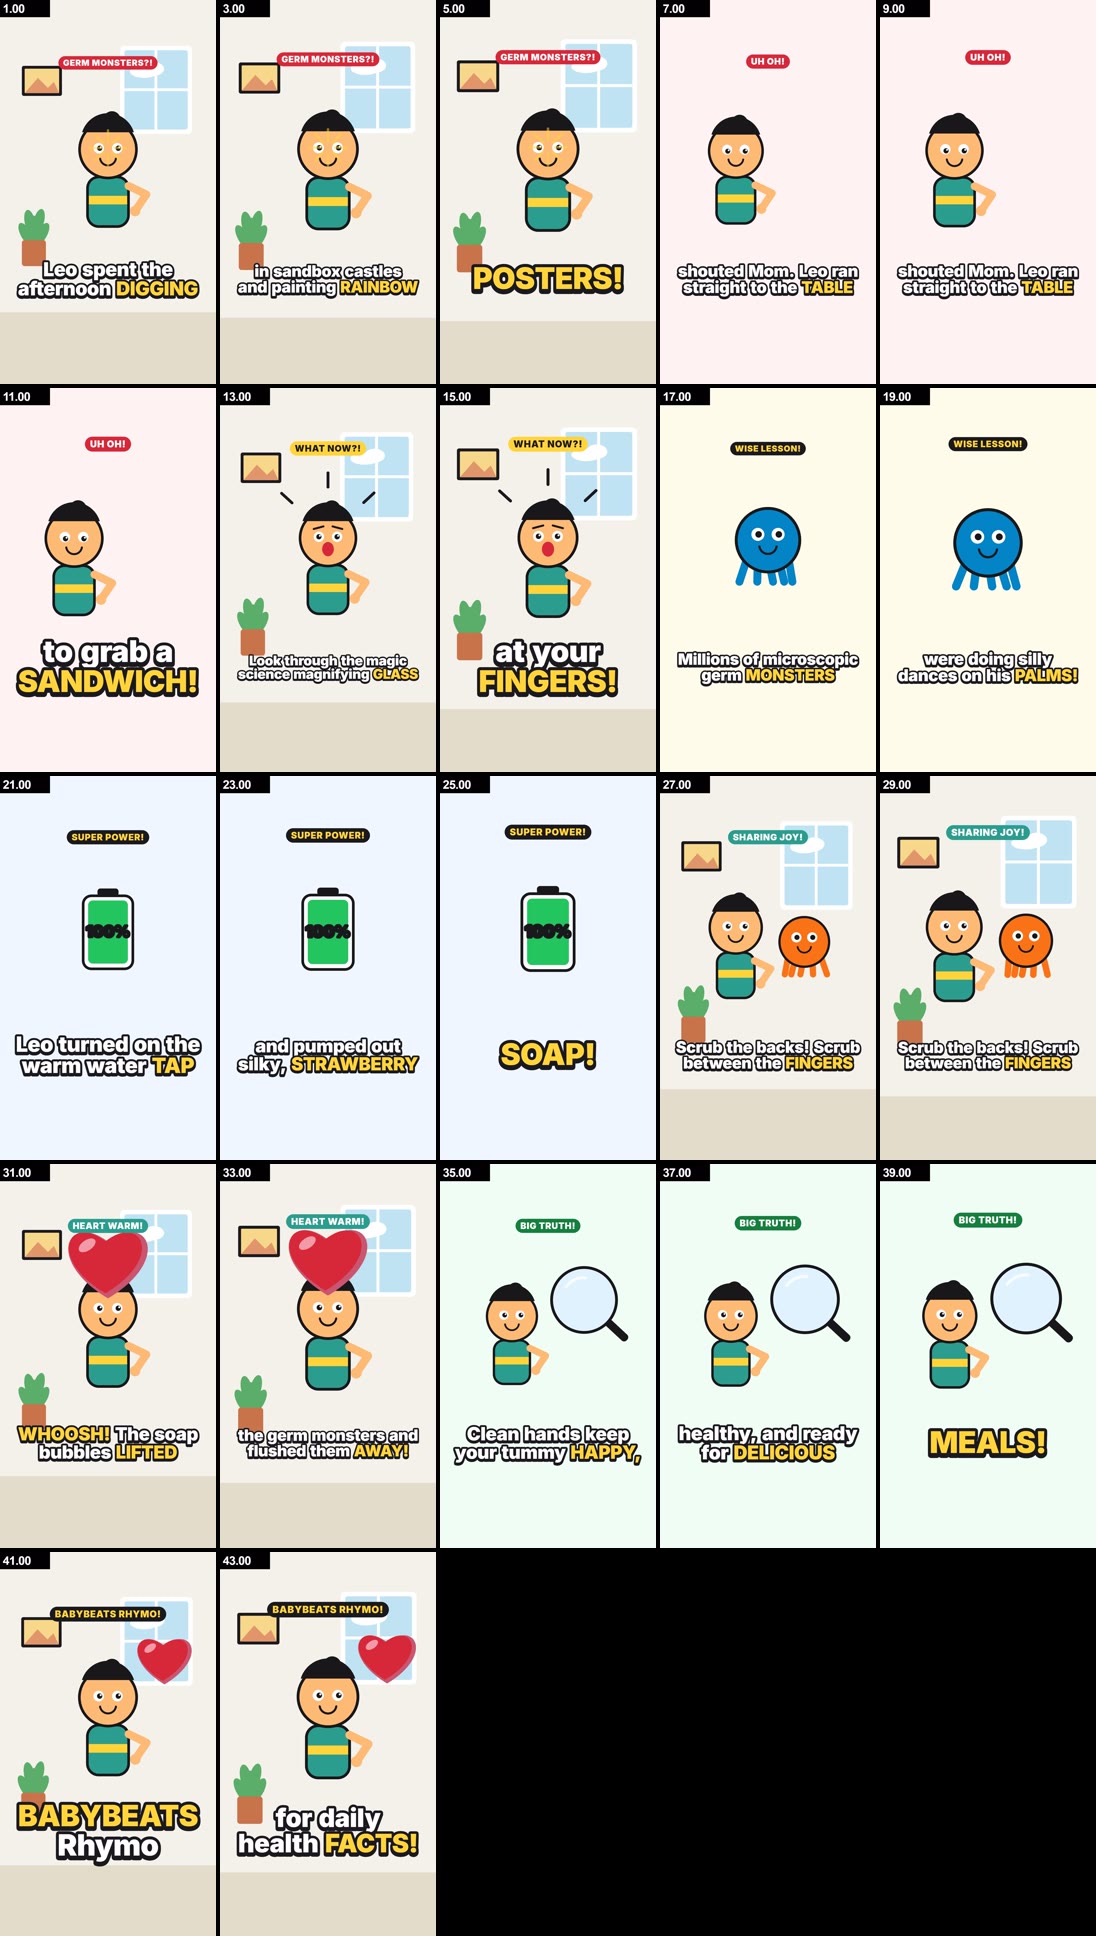 1.00
GERM MONSTERS?!
Leo spent the
afternoon DIGGING
3.00
GERM MONSTERS?!
in sandbox castles
and painting RAINBOW
5.00
GERM MONSTERS?!
POSTERS!
7.00
UH OH!
shouted Mom. Leo ran
straight to the TABLE
9.00
UH OH!
shouted Mom. Leo ran
straight to the TABLE
11.00
UH OH!
to grab a
SANDWICH!
13.00
WHAT NOW?!
Look through the magic
science magnifying GLASS
15.00
WHAT NOW?!
at your
FINGERS!
17.00
WISE LESSON!
Millions of microscopic
germ MONSTERS
19.00
WISE LESSON!
were doing silly
dances on his PALMS!
21.00
SUPER POWER!
100%
Leo turned on the
warm water TAP
23.00
SUPER POWER!
100%
and pumped out
silky, STRAWBERRY
25.00
SUPER POWER!
100%
SOAP!
27.00
SHARING JOY!
Scrub the backs! Scrub
between the FINGERS
29.00
SHARING JOY!
Scrub the backs! Scrub
between the FINGERS
31.00
HEART WARM!
WHOOSH! The soap
bubbles LIFTED
33.00
HEART WARM!
the germ monsters and
flushed them AWAY!
35.00
BIG TRUTH!
Clean hands keep
your tummy HAPPY,
37.00
BIG TRUTH!
healthy, and ready
for DELICIOUS
39.00
BIG TRUTH!
MEALS!
41.00
BABYBEATS RHYMO!
BABYBEATS
Rhymo
43.00
BABYBEATS RHYMO!
for daily
health FACTS!